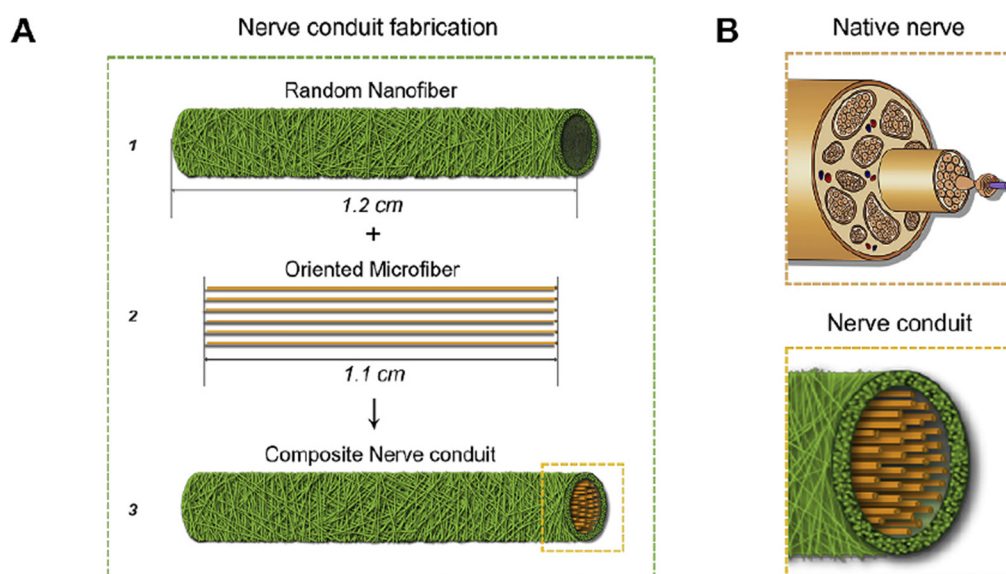 A
Nerve conduit fabrication
Random Nanofiber
1
1.2 cm
+
Oriented Microfiber
2
1.1 cm
Composite Nerve conduit
3
B
Native nerve
Nerve conduit